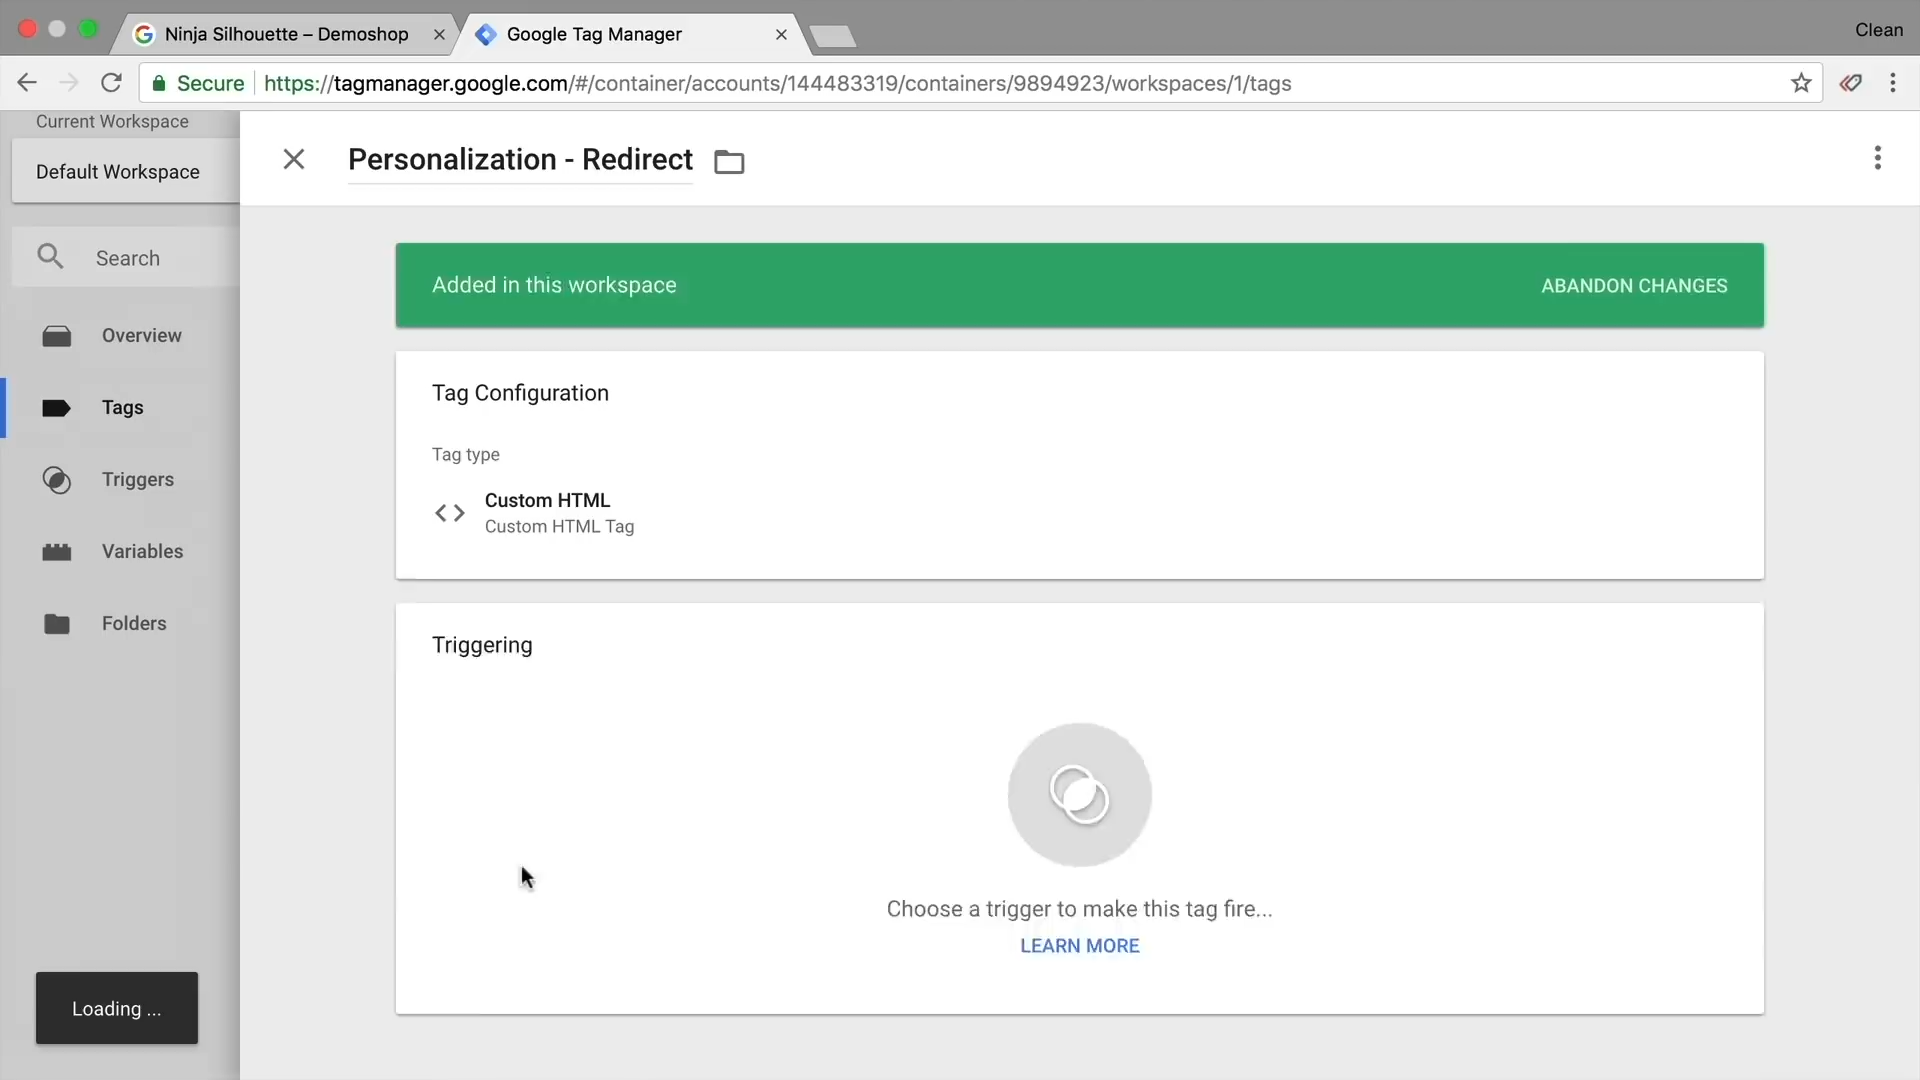 Ninja Silhouette – Demoshop
Google Tag Manager
Clean
Secure
https://tagmanager.google.com/#/container/accounts/144483319/containers/9894923/workspaces/1/tags
Current Workspace
Default Workspace
Search
Overview
Tags
Triggers
Variables
Folders
Loading ...
Personalization - Redirect
Added in this workspace
ABANDON CHANGES
Tag Configuration
Tag type
Custom HTML
Custom HTML Tag
Triggering
Choose a trigger to make this tag fire...
LEARN MORE